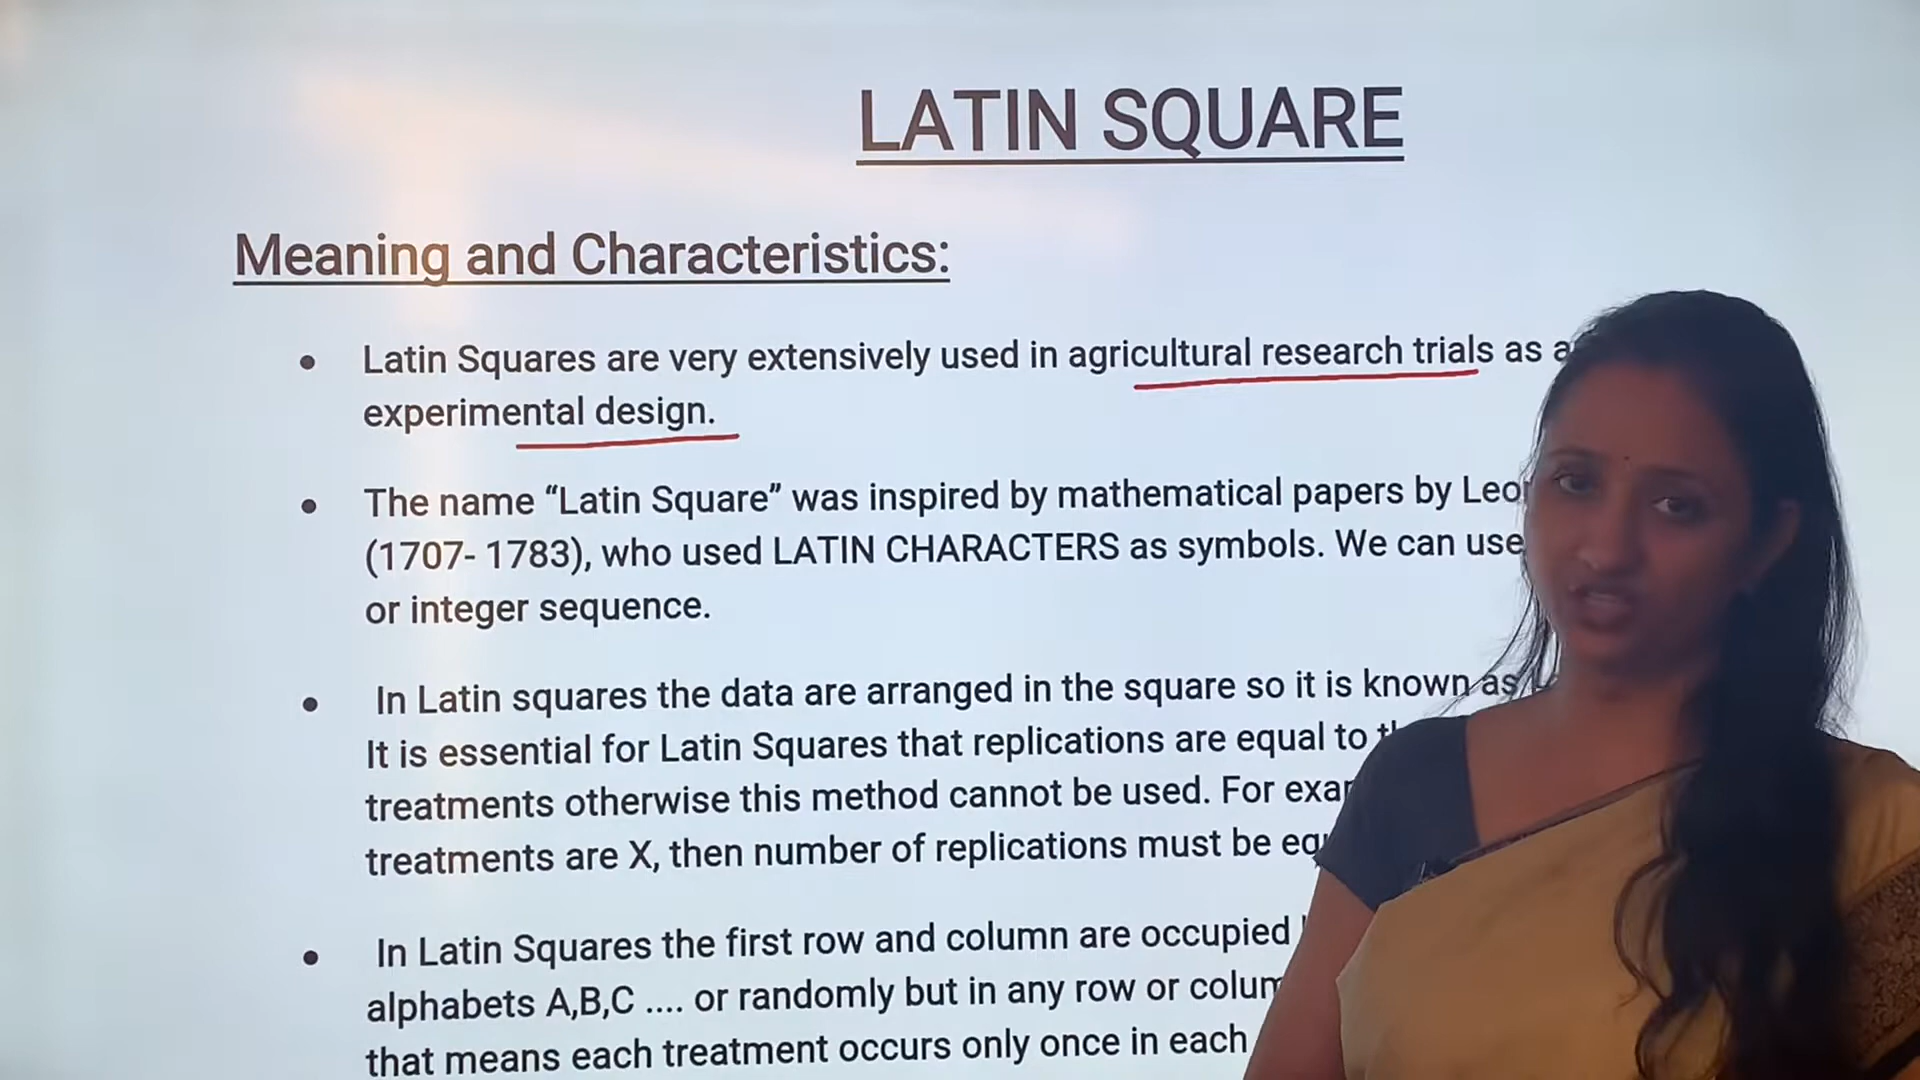 LATIN SQUARE
Meaning and Characteristics:
• Latin Squares are very extensively used in agricultural research trials as
experimental design.
• The name “Latin Square” was inspired by mathematical papers by
(1707- 1783), who used LATIN CHARACTERS as symbols. We can use
or integer sequence.
• In Latin squares the data are arranged in the square so it is known as
It is essential for Latin Squares that replications are equal to
treatments otherwise this method cannot be used. For
treatments are X, then number of replications must be
• In Latin Squares the first row and column are occupied
alphabets A,B,C .... or randomly but in any row or
that means each treatment occurs only once in each